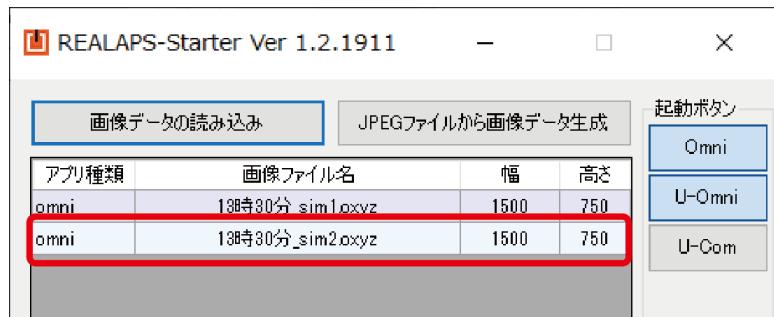 REALAPS-Starter Ver 1.2.1911
画像データの読み込み JPEGファイルから画像データ生成 起動ボタン
Omni
アプリ種類 画像ファイル名 幅 高さ
U-Omni
omni 13時30分_sim1.oxyz 1500 750
omni 13時30分_sim2.oxyz 1500 750
U-Com